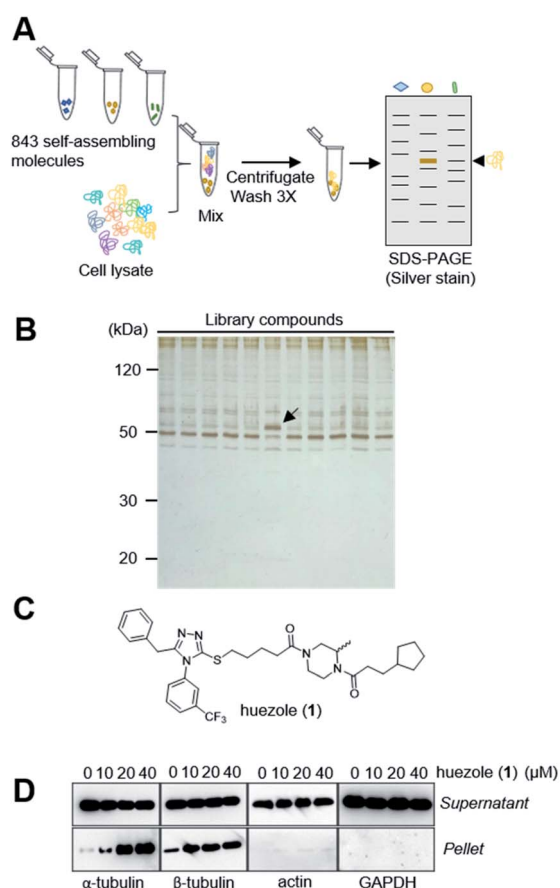 A
843 self-assembling
molecules
Cell lysate
Mix
Centrifugate
Wash 3X
SDS-PAGE
(Silver stain)
B
(kDa)
Library compounds
120
50
30
20
C
N N
N
S
O
N
N
O
CF3
huezole (1)
D
0 10 20 40 0 10 20 40 0 10 20 40 0 10 20 40 huezole (1) (µM)
Supernatant
Pellet
α-tubulin β-tubulin actin GAPDH